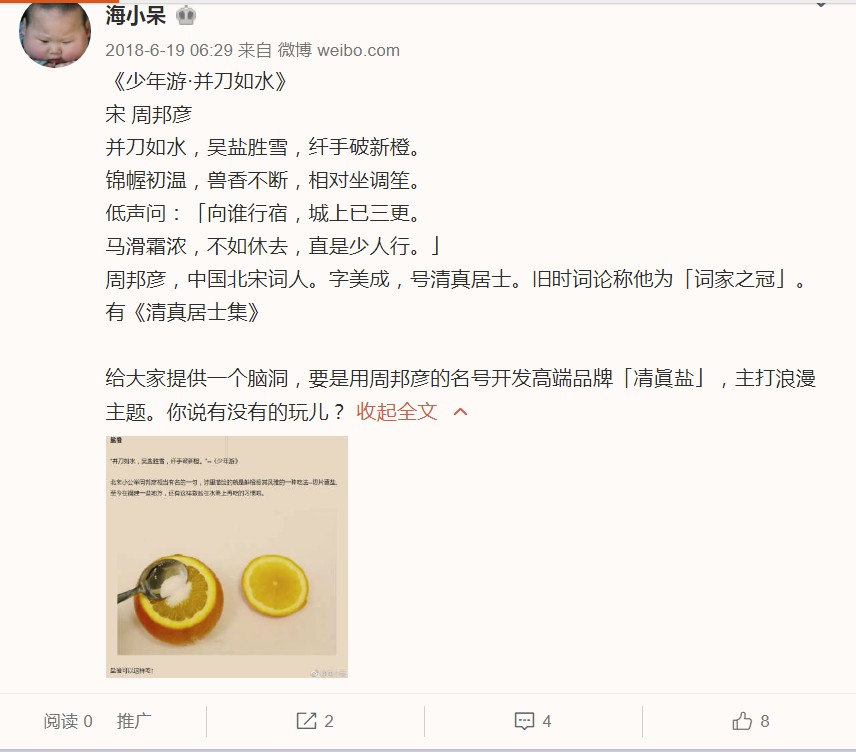 海小呆
2018-6-19 06:29 来自 微博 weibo.com
《少年游·并刀如水》
宋 周邦彦
并刀如水，吴盐胜雪，纤手破新橙。
锦幄初温，兽香不断，相对坐调笙。
低声问：「向谁行宿，城上已三更。
马滑霜浓，不如休去，直是少人行。」
周邦彦，中国北宋词人。字美成，号清真居士。旧时词论称他为「词家之冠」。
有《清真居士集》
给大家提供一个脑洞，要是用周邦彦的名号开发高端品牌「凊眞盐」，主打浪漫
主题。你说有没有的玩儿？ 收起全文
"并刀如水，吴盐胜雪，纤手破新橙。"--《少年游》
盐蘸可以这样吃!
阅读 0 推广 2 4 8